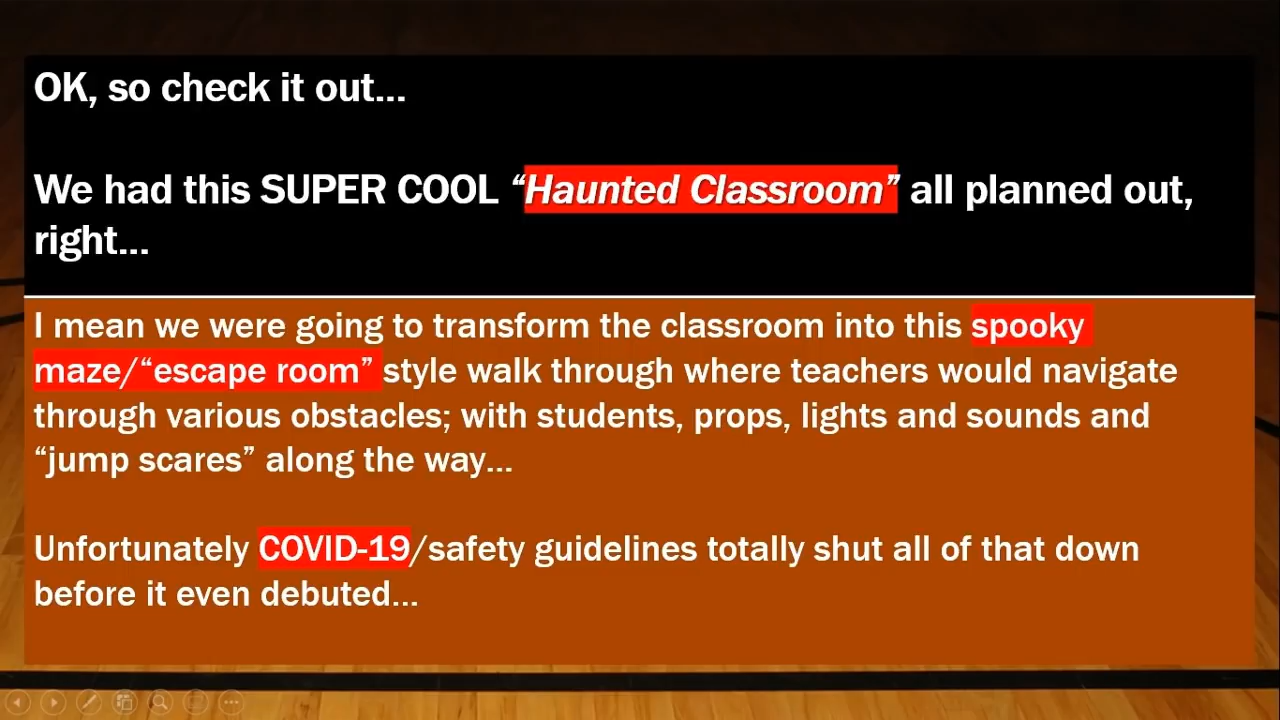 OK, so check it out...
We had this SUPER COOL “Haunted Classroom” all planned out,
right...
I mean we were going to transform the classroom into this spooky
maze/“escape room” style walk through where teachers would navigate
through various obstacles; with students, props, lights and sounds and
“jump scares” along the way...
Unfortunately COVID-19/safety guidelines totally shut all of that down
before it even debuted...